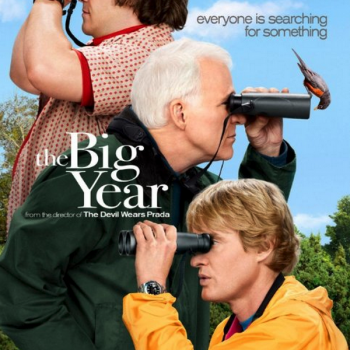 everyone is searching
for something
the Big
Year
from the director of The Devil Wears Prada